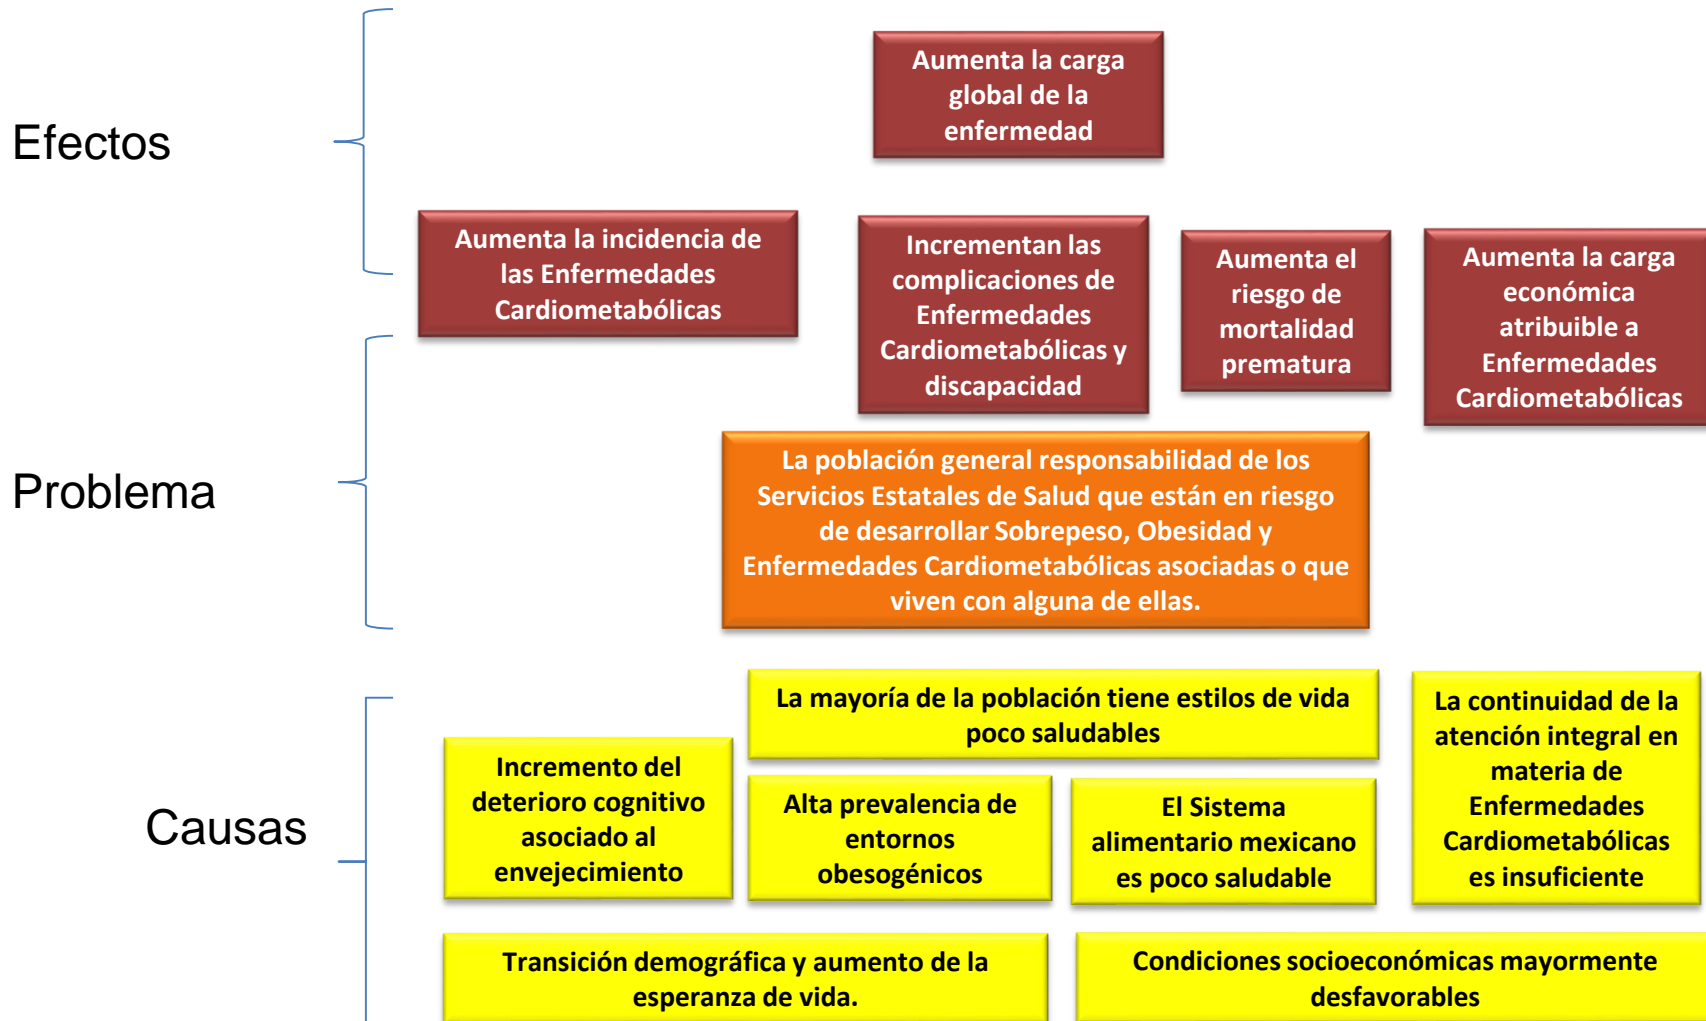 Efectos
Aumenta la carga
global de la
enfermedad
Aumenta la incidencia de
las Enfermedades
Cardiometabólicas
Incrementan las
complicaciones de
Enfermedades
Cardiometabólicas y
discapacidad
Aumenta el
riesgo de
mortalidad
prematura
Aumenta la carga
económica
atribuible a
Enfermedades
Cardiometabólicas
Problema
La población general responsabilidad de los
Servicios Estatales de Salud que están en riesgo
de desarrollar Sobrepeso, Obesidad y
Enfermedades Cardiometabólicas asociadas o que
viven con alguna de ellas.
Causas
La mayoría de la población tiene estilos de vida
poco saludables
La continuidad de la
atención integral en
materia de
Enfermedades
Cardiometabólicas
es insuficiente
Incremento del
deterioro cognitivo
asociado al
envejecimiento
Alta prevalencia de
entornos
obesogénicos
El Sistema
alimentario mexicano
es poco saludable
Transición demográfica y aumento de la
esperanza de vida.
Condiciones socioeconómicas mayormente
desfavorables